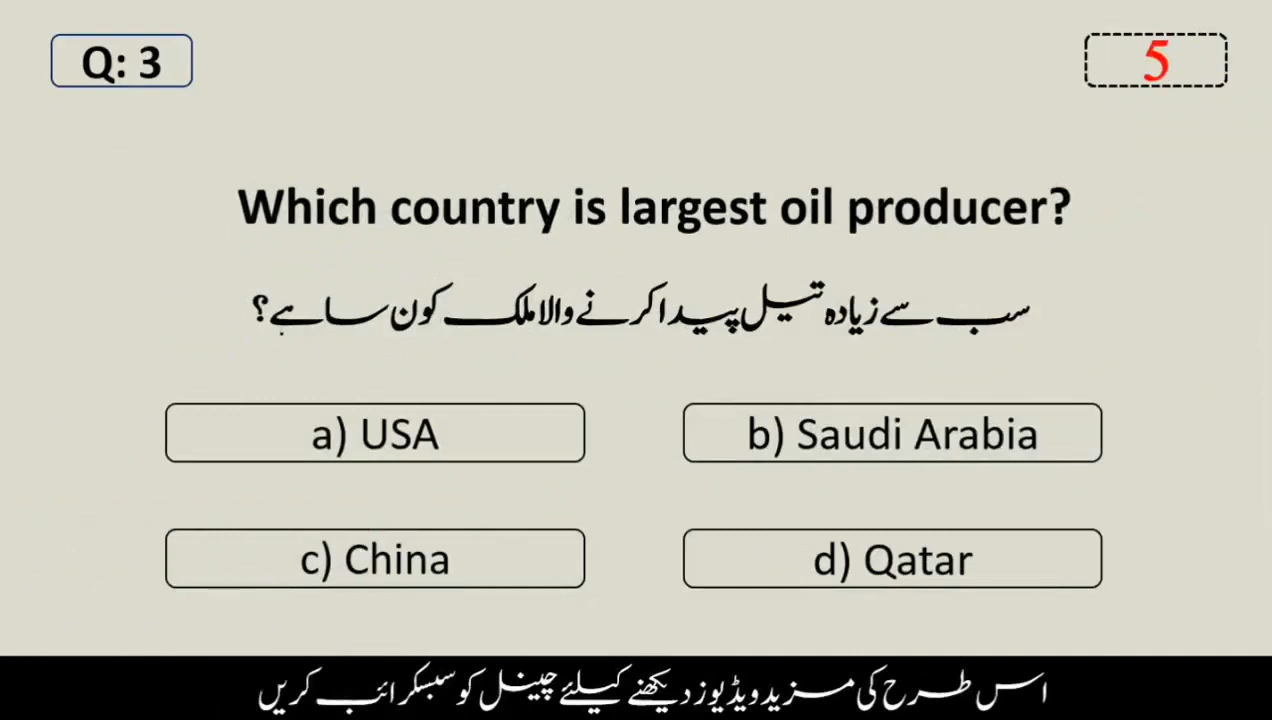 Q: 3
5
Which country is largest oil producer?
سب سے زیادہ تیل پیدا کرنے والا ملک کون سا ہے؟
a) USA
b) Saudi Arabia
c) China
d) Qatar
اس طرح کی مزید ویڈیوز دیکھنے کیلئے چینل کو سبسکرائب کریں